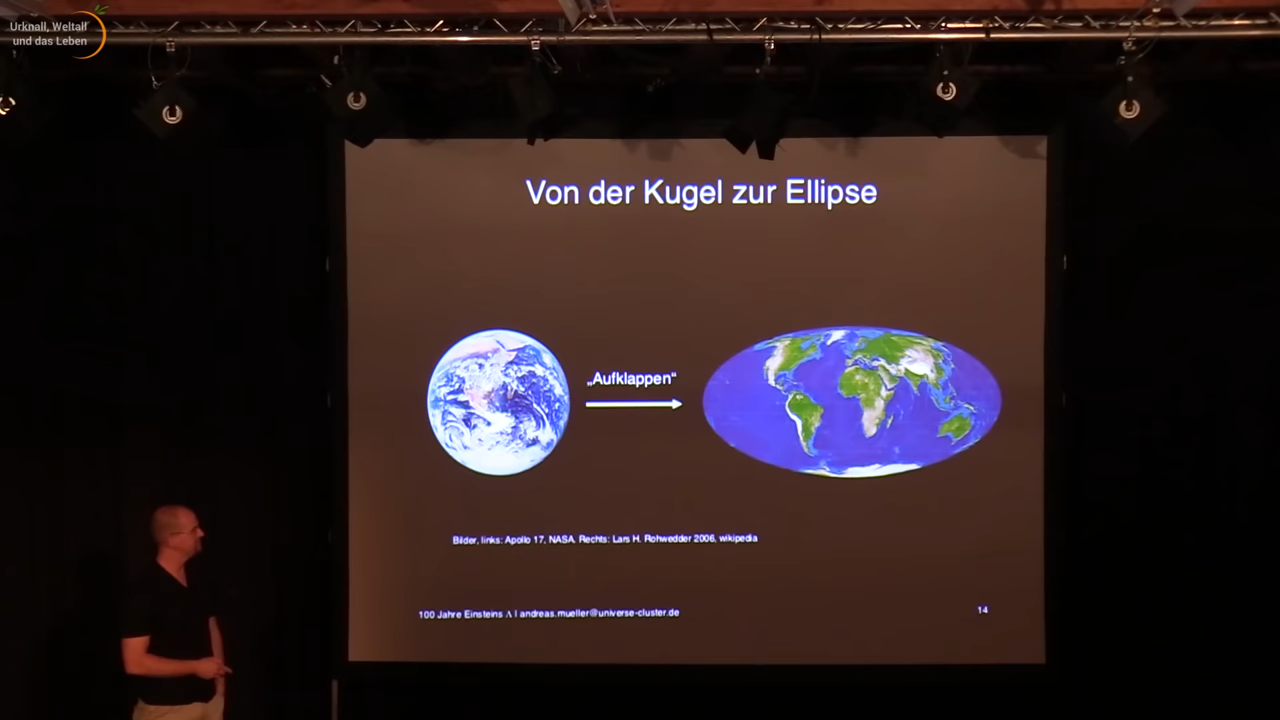 Urknall, Weltall
und das Leben
Von der Kugel zur Ellipse
„Aufklappen“
Bilder, links: Apollo 17, NASA, Rechts: Lars H. Rohwedder 2006, wikipedia
100 Jahre Einsteins Λ I andreas.mueller@universe-cluster.de
14